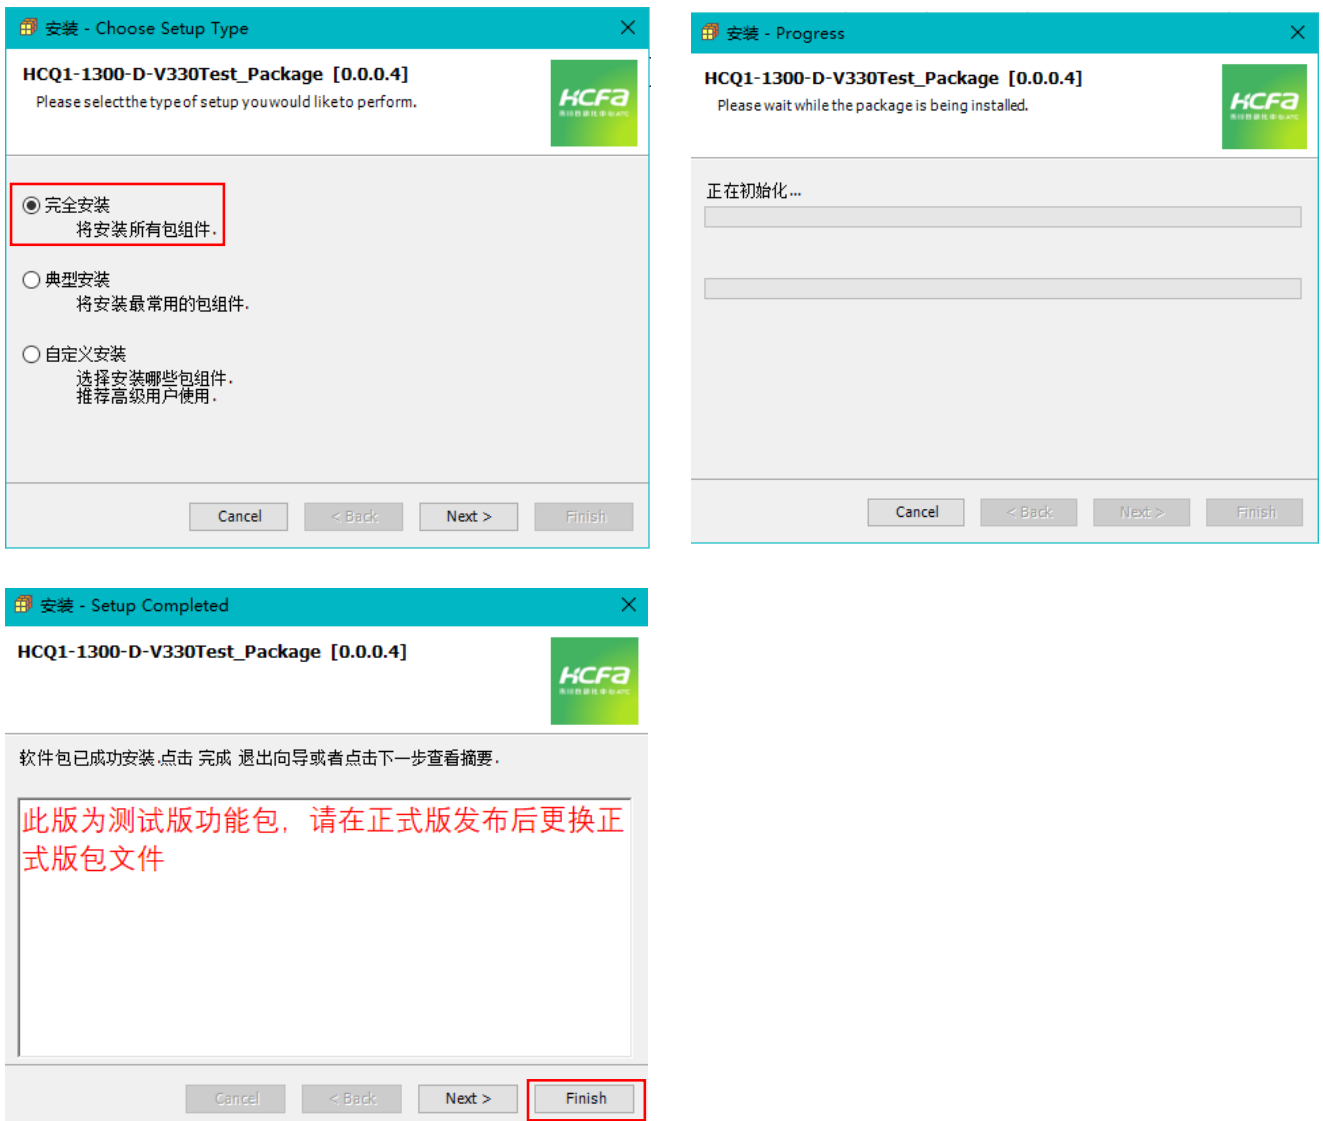 安装 - Choose Setup Type
HCQ1-1300-D-V330Test_Package [0.0.0.4]
Please select the type of setup you would like to perform.
HCFA
完全安装
将安装所有包组件.
典型安装
将安装最常用的包组件.
自定义安装
选择安装哪些包组件.
推荐高级用户使用.
Cancel
< Back
Next >
Finish
安装 - Progress
HCQ1-1300-D-V330Test_Package [0.0.0.4]
Please wait while the package is being installed.
HCFA
正在初始化...
Cancel
< Back
Next >
Finish
安装 - Setup Completed
HCQ1-1300-D-V330Test_Package [0.0.0.4]
HCFA
软件包已成功安装.点击 完成 退出向导或者点击下一步查看摘要.
此版为测试版功能包，请在正式版发布后更换正
式版包文件
Cancel
< Back
Next >
Finish